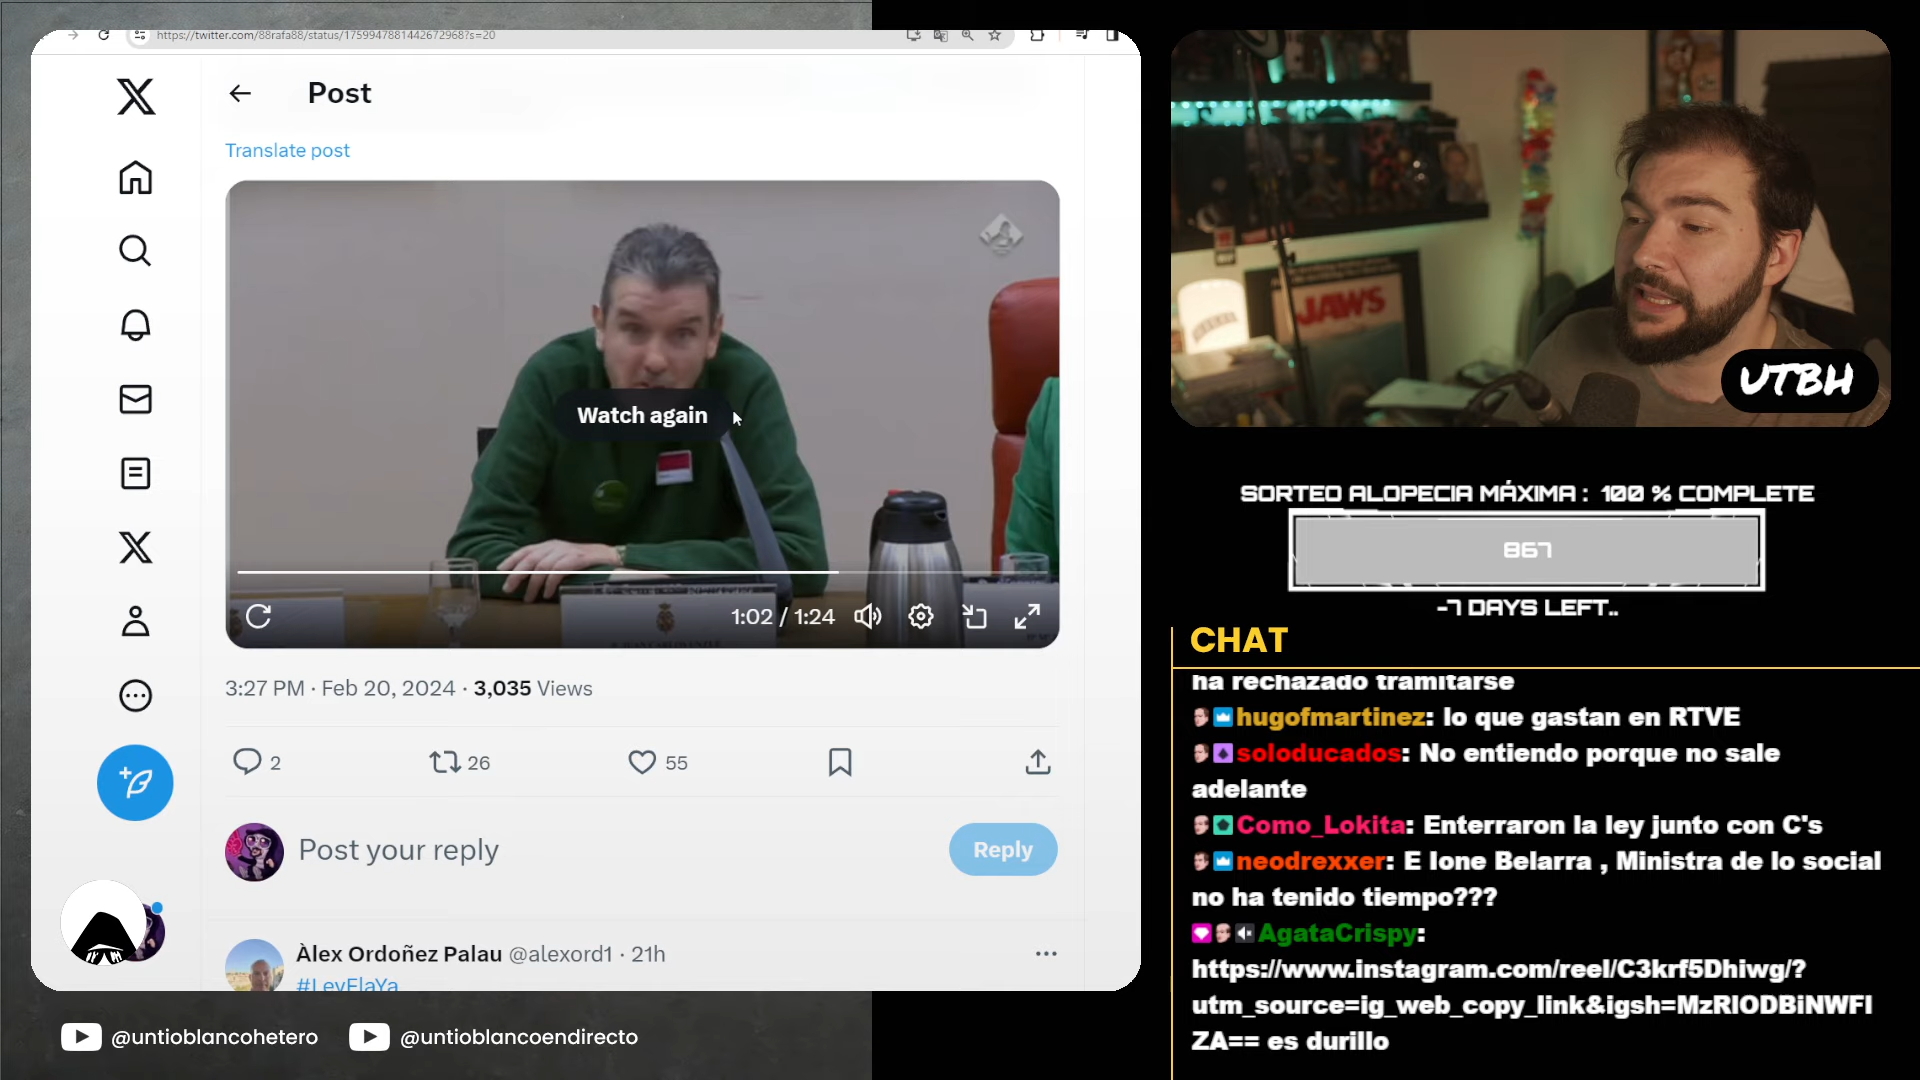 https://twitter.com/88rafa88/status/1759947881442672968?s=20
Post
Translate post
Watch again
1:02 / 1:24
3:27 PM · Feb 20, 2024 · 3,035 Views
2
26
55
Post your reply
Reply
Àlex Ordoñez Palau @alexord1 · 21h
#LeyElaYa
@untioblancohetero
@untioblancoendirecto
JAWS
UTBH
SORTEO ALOPECIA MÁXIMA : 100 % COMPLETE
867
-7 DAYS LEFT..
CHAT
ha rechazado tramitarse
hugofmartinez: lo que gastan en RTVE
soloducados: No entiendo porque no sale
adelante
Como_Lokita: Enterraron la ley junto con C's
neodrexxer: E Ione Belarra , Ministra de lo social
no ha tenido tiempo???
AgataCrispy:
https://www.instagram.com/reel/C3krf5Dhiwg/?
utm_source=ig_web_copy_link&igsh=MzRlODBiNWFl
ZA== es durillo